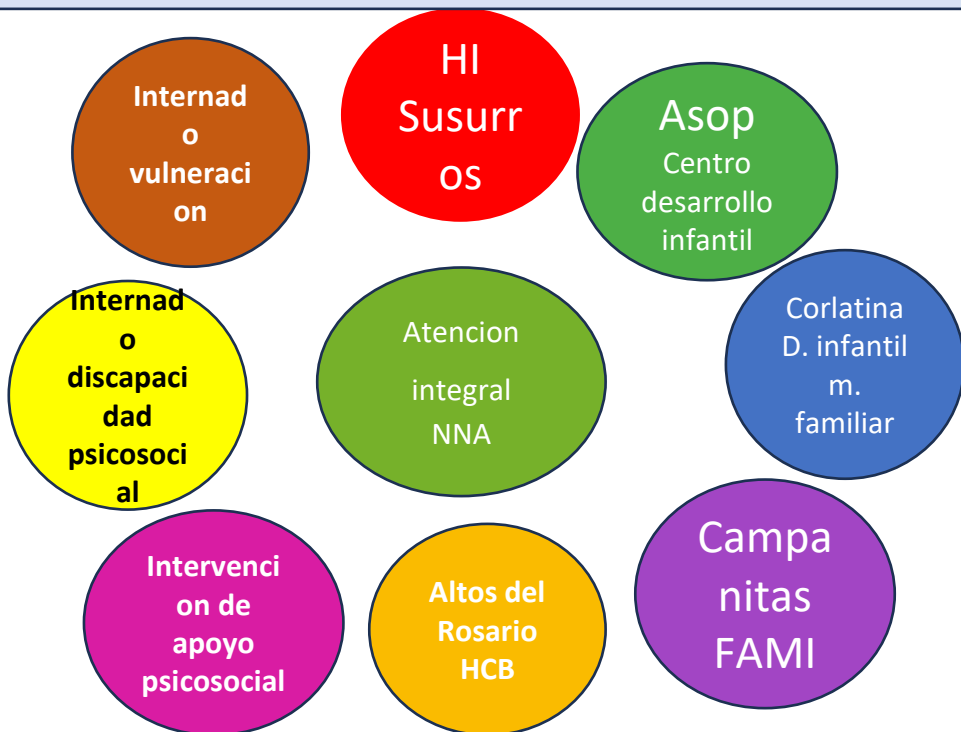 HI
Susurr
os
Asop
Centro
desarrollo
infantil
Corlatina
D. infantil
m.
familiar
Campa
nitas
FAMI
Altos del
Rosario
HCB
Intervenci
on de
apoyo
psicosocial
Internad
o
discapaci
dad
psicosoci
al
Internad
o
vulneraci
on
Atencion
integral
NNA